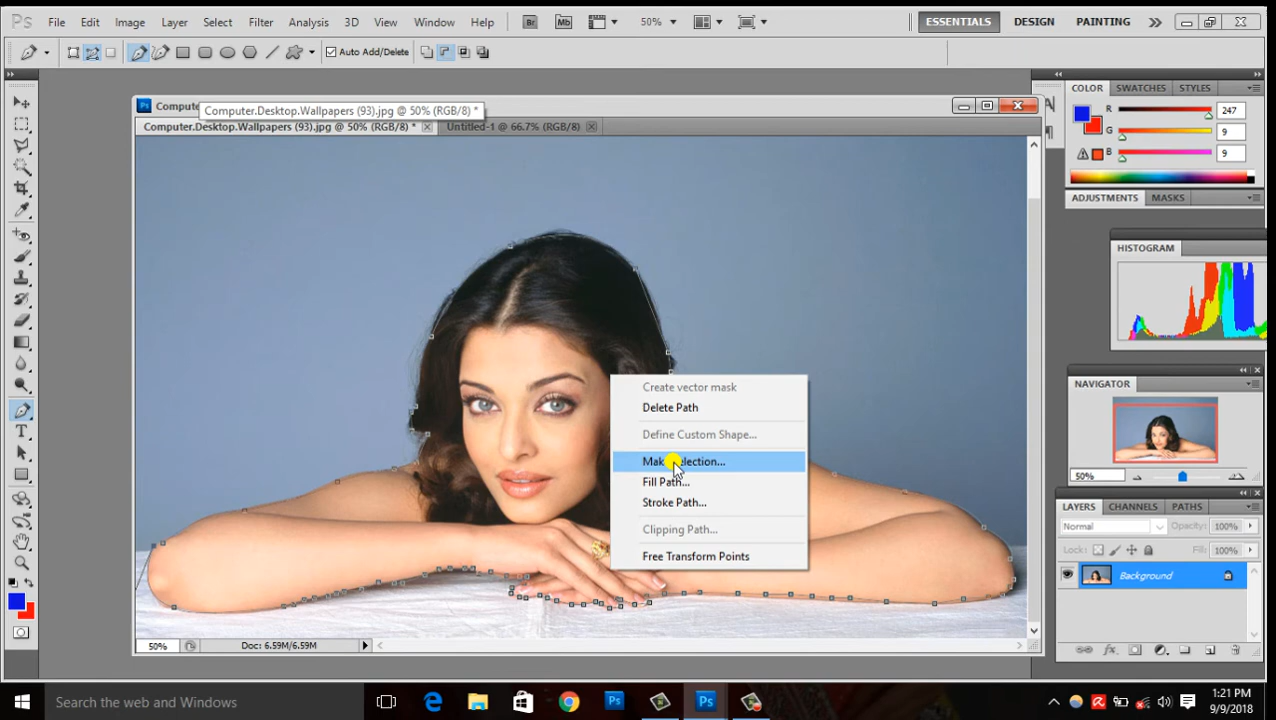 Ps File Edit Image Layer Select Filter Analysis 3D View Window Help Br Mb 50% ESSENTIALS DESIGN PAINTING
Auto Add/Delete
Computer.Desktop.Wallpapers (93).jpg @ 50% (RGB/8) *
Computer.Desktop.Wallpapers (93).jpg @ 50% (RGB/8) * Untitled-1 @ 66.7% (RGB/8)
COLOR SWATCHES STYLES
R 247
G 9
B 9
ADJUSTMENTS MASKS
HISTOGRAM
NAVIGATOR
50%
LAYERS CHANNELS PATHS
Normal Opacity: 100%
Lock: Fill: 100%
Background
Create vector mask
Delete Path
Define Custom Shape...
Fill Path...
Stroke Path...
Clipping Path...
Free Transform Points
50% Doc: 6.59M/6.59M
Search the web and Windows
Ps Ps
1:21 PM
9/9/2018